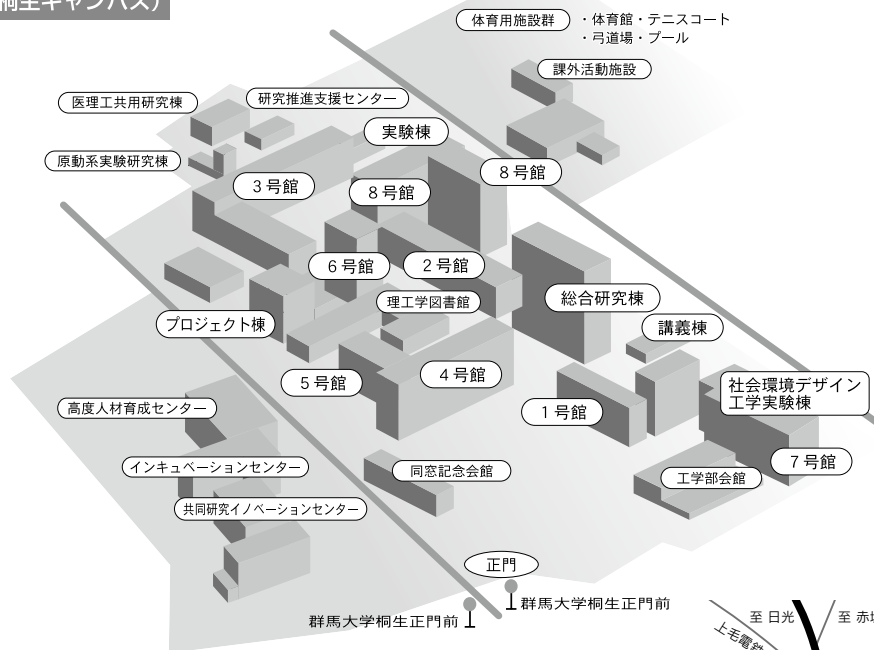 桐生キャンパス）
体育用施設群
・体育館・テニスコート
・弓道場・プール
課外活動施設
医理工共用研究棟
研究推進支援センター
実験棟
原動系実験研究棟
３号館
８号館
８号館
６号館
２号館
理工学図書館
総合研究棟
プロジェクト棟
講義棟
５号館
４号館
１号館
社会環境デザイン
工学実験棟
高度人材育成センター
インキュベーションセンター
同窓記念会館
工学部会館
７号館
共同研究イノベーションセンター
正門
群馬大学桐生正門前
群馬大学桐生正門前
至 日光
至 赤
上毛電鉄